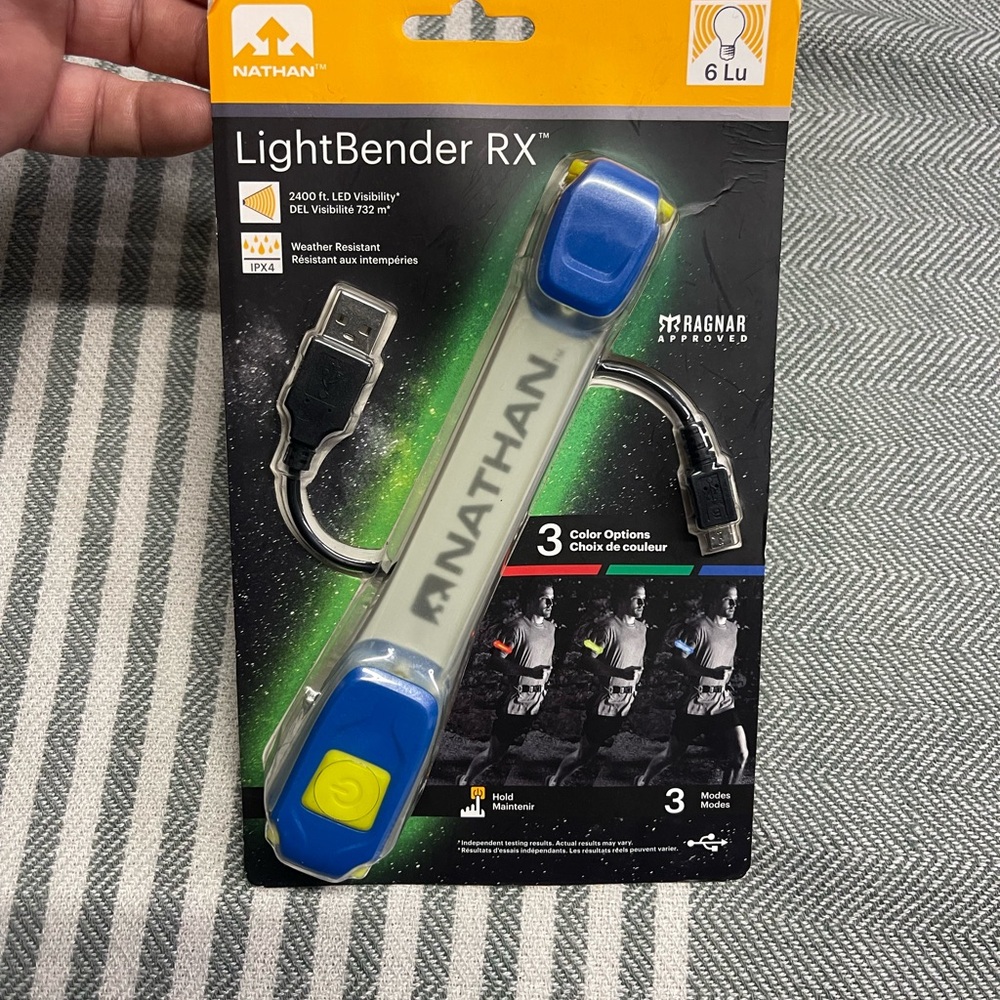 NATHAN™
6 Lu
LightBender RX™
2400 ft. LED Visibility*
DEL Visibilité 732 m*
IPX4
Weather Resistant
Résistant aux intempéries
RAGNAR
APPROVED
NATHAN™
3 Color Options
Choix de couleur
Hold
Maintenir
3 Modes
Modes
*Independent testing results. Actual results may vary.
*Résultats d'essais indépendants. Les résultats réels peuvent varier.